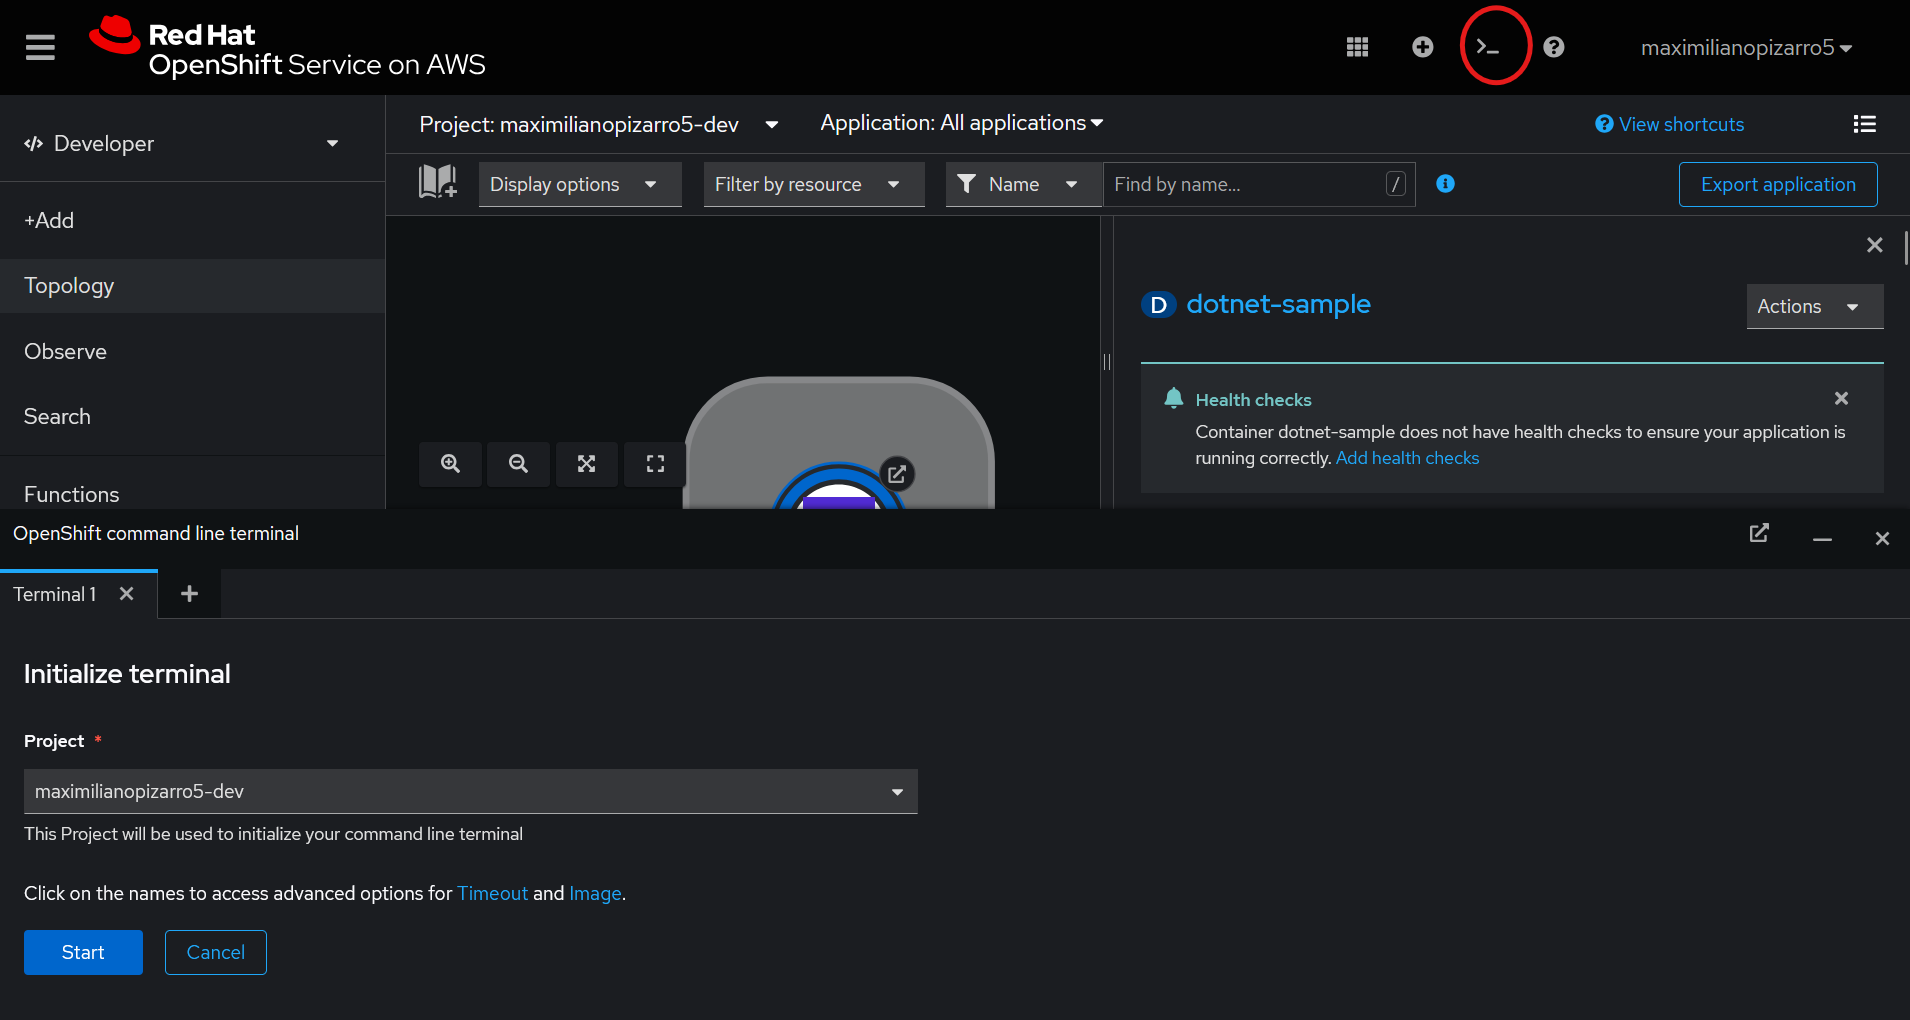 Red Hat
OpenShift Service on AWS
maximilianopizarro5
Developer
Project: maximilianopizarro5-dev
Application: All applications
View shortcuts
+Add
Display options
Filter by resource
Name
Find by name...
/
Export application
Topology
Observe
Search
Functions
D dotnet-sample
Actions
Health checks
Container dotnet-sample does not have health checks to ensure your application is
running correctly. Add health checks
OpenShift command line terminal
Terminal 1
Initialize terminal
Project *
maximilianopizarro5-dev
This Project will be used to initialize your command line terminal
Click on the names to access advanced options for Timeout and Image.
Start
Cancel